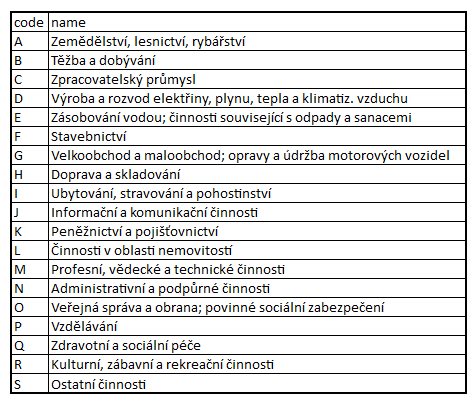 code name
A Zemědělství, lesnictví, rybářství
B Těžba a dobývání
C Zpracovatelský průmysl
D Výroba a rozvod elektřiny, plynu, tepla a klimatiz. vzduchu
E Zásobování vodou; činnosti související s odpady a sanacemi
F Stavebnictví
G Velkoobchod a maloobchod; opravy a údržba motorových vozidel
H Doprava a skladování
I Ubytování, stravování a pohostinství
J Informační a komunikační činnosti
K Peněžnictví a pojišťovnictví
L Činnosti v oblasti nemovitostí
M Profesní, vědecké a technické činnosti
N Administrativní a podpůrné činnosti
O Veřejná správa a obrana; povinné sociální zabezpečení
P Vzdělávání
Q Zdravotní a sociální péče
R Kulturní, zábavní a rekreační činnosti
S Ostatní činnosti